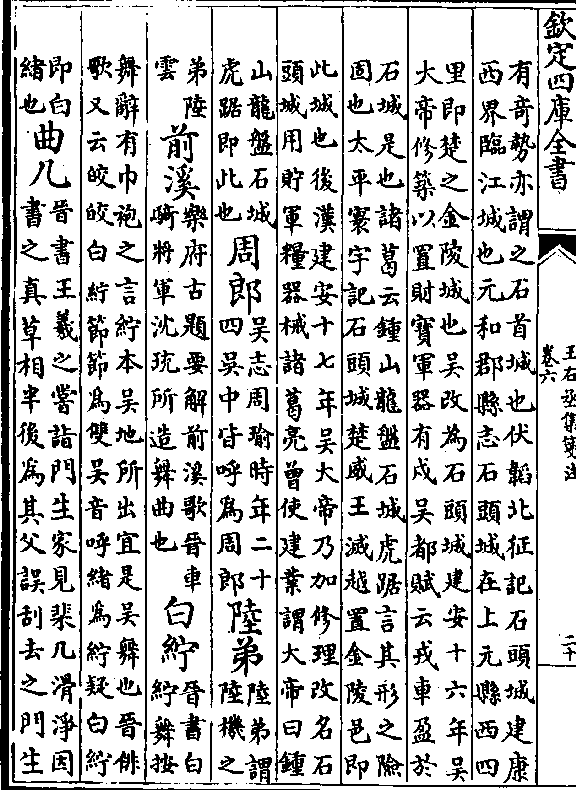 欽定四庫全書
王右丞集箋注
卷六
二十
有奇勢亦謂之石首城也伏韜北征記石頭城建康
西界臨江城也元和郡縣志石頭城在上元縣西四
里即楚之金陵城也吳改為石頭城建安十六年吳
大帝修築以置財寶軍器有戍吳都賦云戎車盈於
石城是也諸葛云鍾山龍盤石城虎踞言其形之險
固也太平寰宇記石頭城楚威王滅越置金陵邑即
此城也後漢建安十七年吳大帝乃加修理改名石
頭城用貯軍糧器械諸葛亮曾使建業謂大帝曰鍾
山龍盤石城
虎踞即此也
周郎
吳志周瑜時年二十
四吳中皆呼爲周郎
陸弟
陸弟謂
陸機之
弟陸
雲
前溪
樂府古題要解前溪歌晉車
騎將軍沈玩所造舞曲也
白紵
晉書白
紵舞按
舞辭有巾袍之言紵本吳地所出宜是吳舞也晉俳
歌又云皎皎白紵節節為雙吳音呼緒為紵疑白紵
即白
緒也
曲几
晉書王羲之嘗詣門生家見棐几滑淨因
書之真草相半後為其父誤刮去之門生